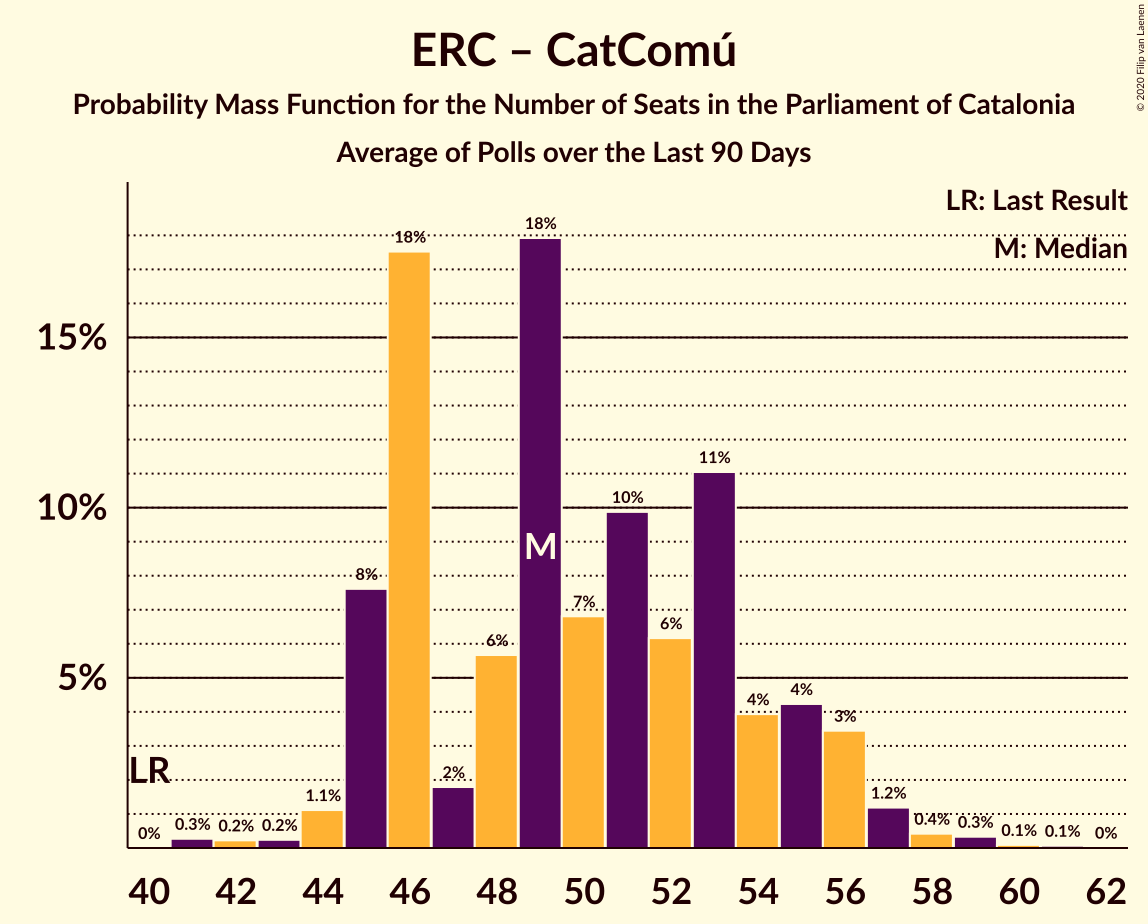 ERC – CatComú
Probability Mass Function for the Number of Seats in the Parliament of Catalonia
Average of Polls over the Last 90 Days
© 2020 Filip van Laenen
LR: Last Result
M: Median
15%
10%
5%
LR
M
0%
0.3%
0.2%
0.2%
1.1%
8%
18%
2%
6%
18%
7%
10%
6%
11%
4%
4%
3%
1.2%
0.4%
0.3%
0.1%
0.1%
0%
40 42 44 46 48 50 52 54 56 58 60 62